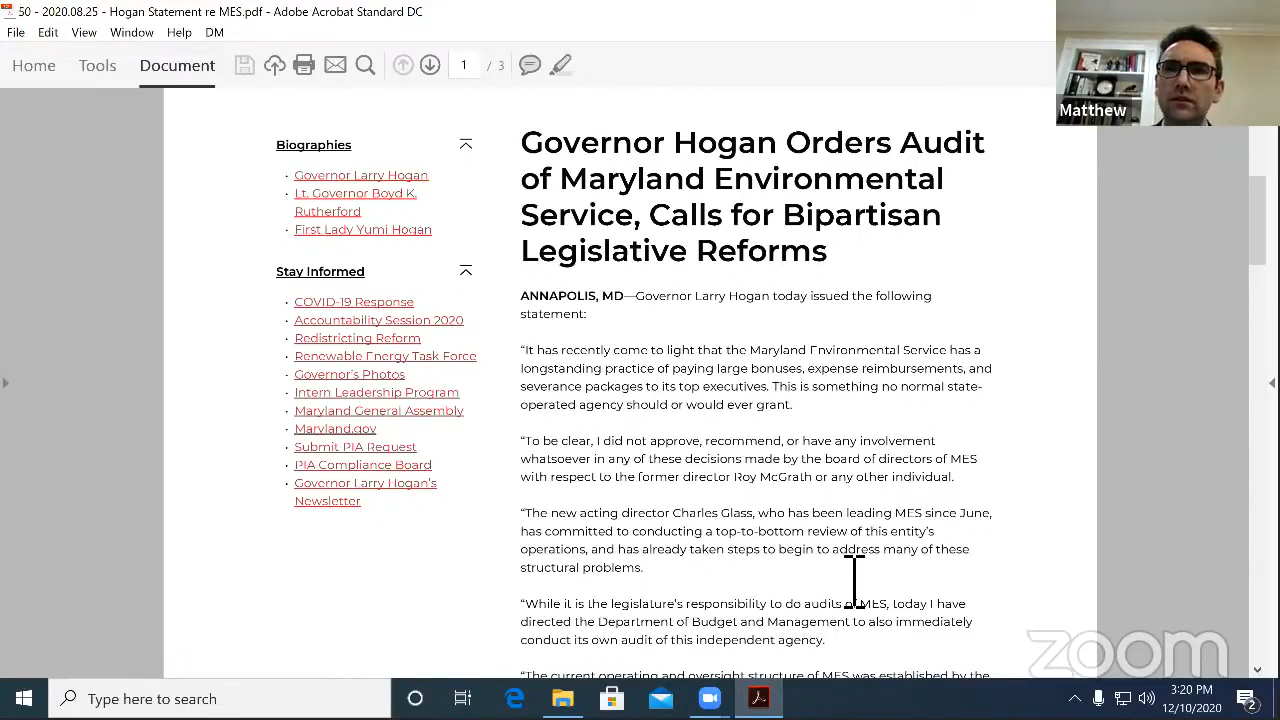 50 - 2020.08.25 - Hogan Statement re MES.pdf - Adobe Acrobat Standard DC
File Edit View Window Help DM
Home Tools Document 1 / 3
Matthew
Biographies
Governor Larry Hogan
Lt. Governor Boyd K.
Rutherford
First Lady Yumi Hogan
Stay Informed
COVID-19 Response
Accountability Session 2020
Redistricting Reform
Renewable Energy Task Force
Governor's Photos
Intern Leadership Program
Maryland General Assembly
Maryland.gov
Submit PIA Request
PIA Compliance Board
Governor Larry Hogan's
Newsletter
Governor Hogan Orders Audit
of Maryland Environmental
Service, Calls for Bipartisan
Legislative Reforms
ANNAPOLIS, MD—Governor Larry Hogan today issued the following
statement:
“It has recently come to light that the Maryland Environmental Service has a
longstanding practice of paying large bonuses, expense reimbursements, and
severance packages to its top executives. This is something no normal state-
operated agency should or would ever grant.
“To be clear, I did not approve, recommend, or have any involvement
whatsoever in any of these decisions made by the board of directors of MES
with respect to the former director Roy McGrath or any other individual.
“The new acting director Charles Glass, who has been leading MES since June,
has committed to conducting a top-to-bottom review of this entity’s
operations, and has already taken steps to begin to address many of these
structural problems.
“While it is the legislature’s responsibility to do audits of MES, today I have
directed the Department of Budget and Management to also immediately
conduct its own audit of this independent agency.
“The current operating and oversight structure of MES was established by the
zoom
Type here to search
3:20 PM
12/10/2020
2